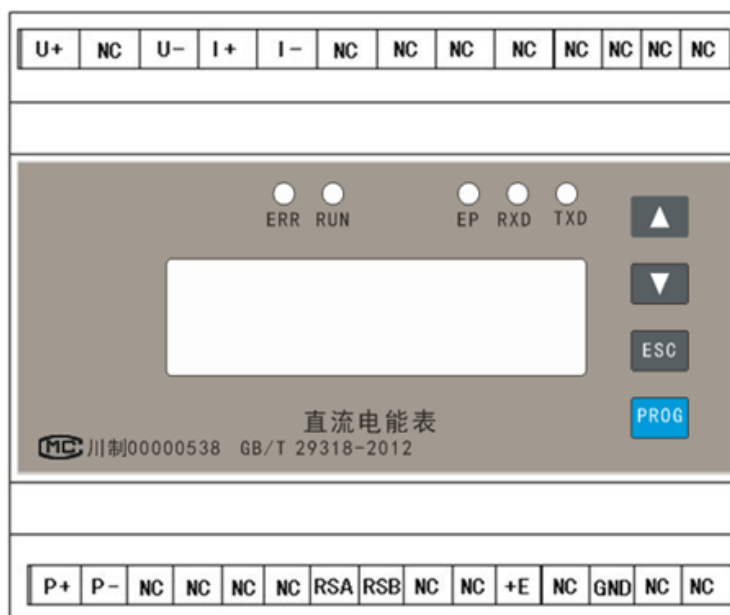 U+ NC U- I+ I- NC NC NC NC NC NC NC NC
ERR RUN EP RXD TXD
ESC
PROG
直流电能表
MC 川制00000538 GB/T 29318-2012
P+ P- NC NC NC NC RSA RSB NC NC +E NC GND NC NC